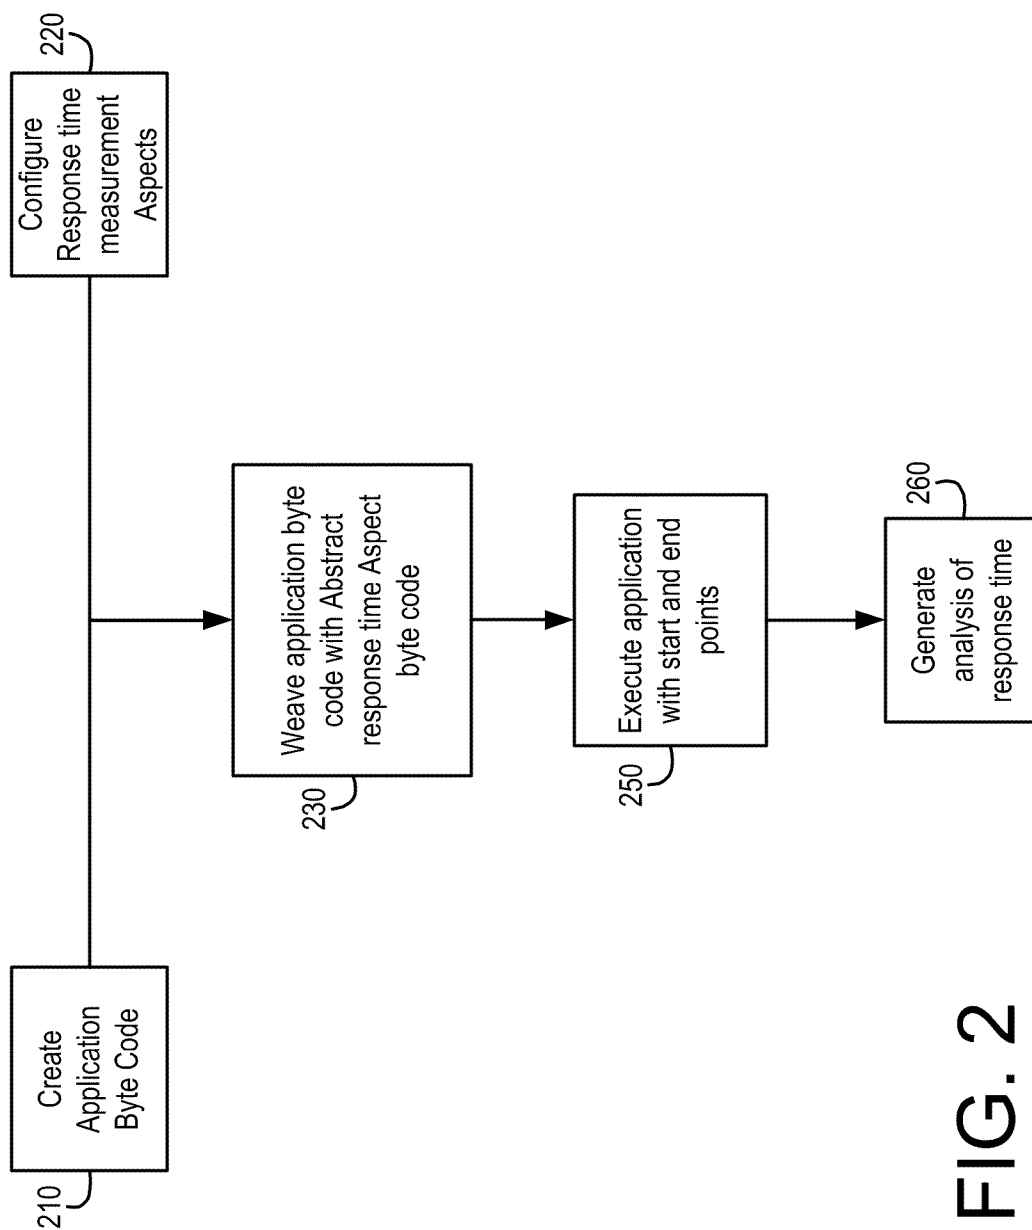 210
Create
Application
Byte Code
Configure
Response time
measurement
Aspects
220
Weave application byte
code with Abstract
response time Aspect
byte code
230
Execute application
with start and end
points
250
Generate
analysis of
response time
260
FIG. 2